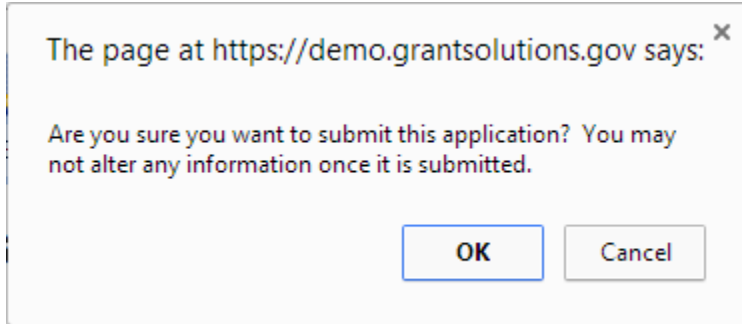 The page at https://demo.grantsolutions.gov says:
Are you sure you want to submit this application?  You may
not alter any information once it is submitted.
OK
Cancel